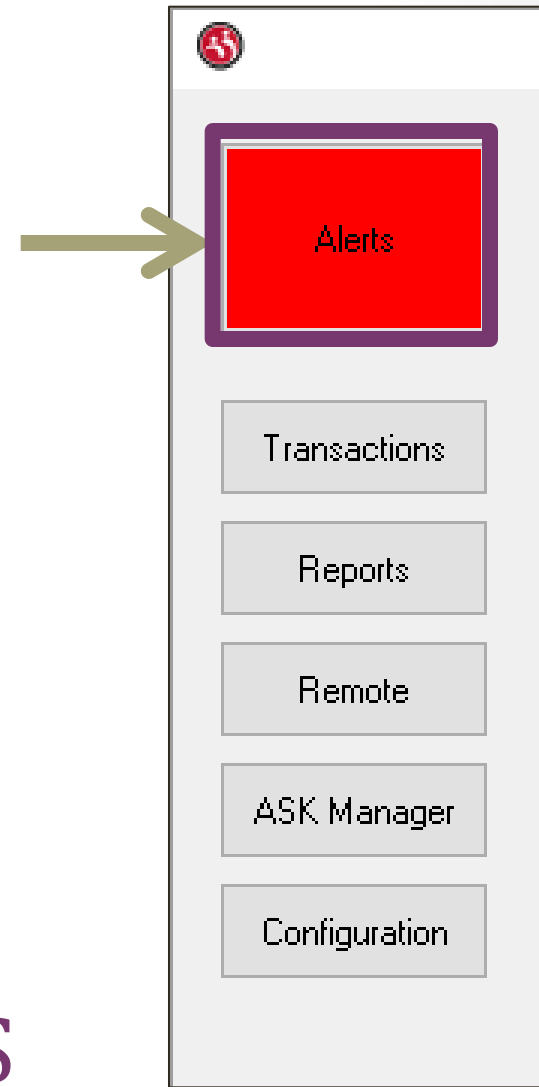 Alerts
Transactions
Reports
Remote
ASK Manager
Configuration
s